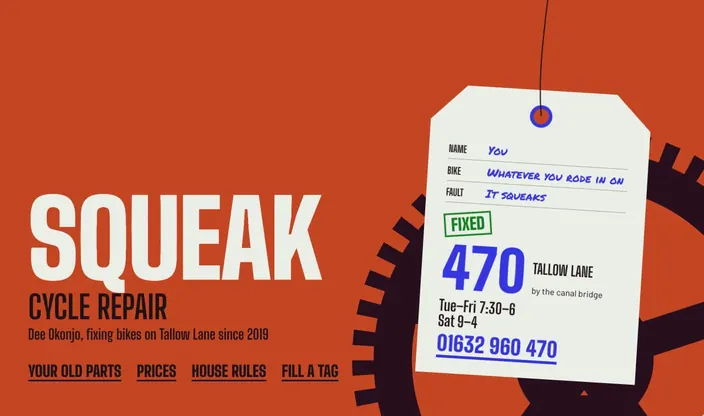 SQUEAK
CYCLE REPAIR
Dee Okonjo, fixing bikes on Tallow Lane since 2019
YOUR OLD PARTS PRICES HOUSE RULES FILL A TAG
NAME You
BIKE Whatever you rode in on
FAULT It squeaks
FIXED
470 TALLOW LANE
by the canal bridge
Tue–Fri 7:30–6
Sat 9–4
01632 960 470